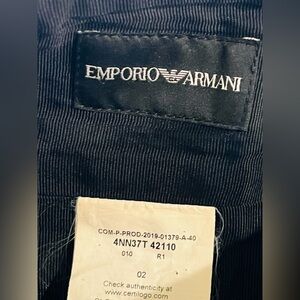 EMPORIO ARMANI
COM-P-PROD-2019-01379-A-40
4NN37T 42110
010 R1
02
Check authenticity at
www.certilogo.com